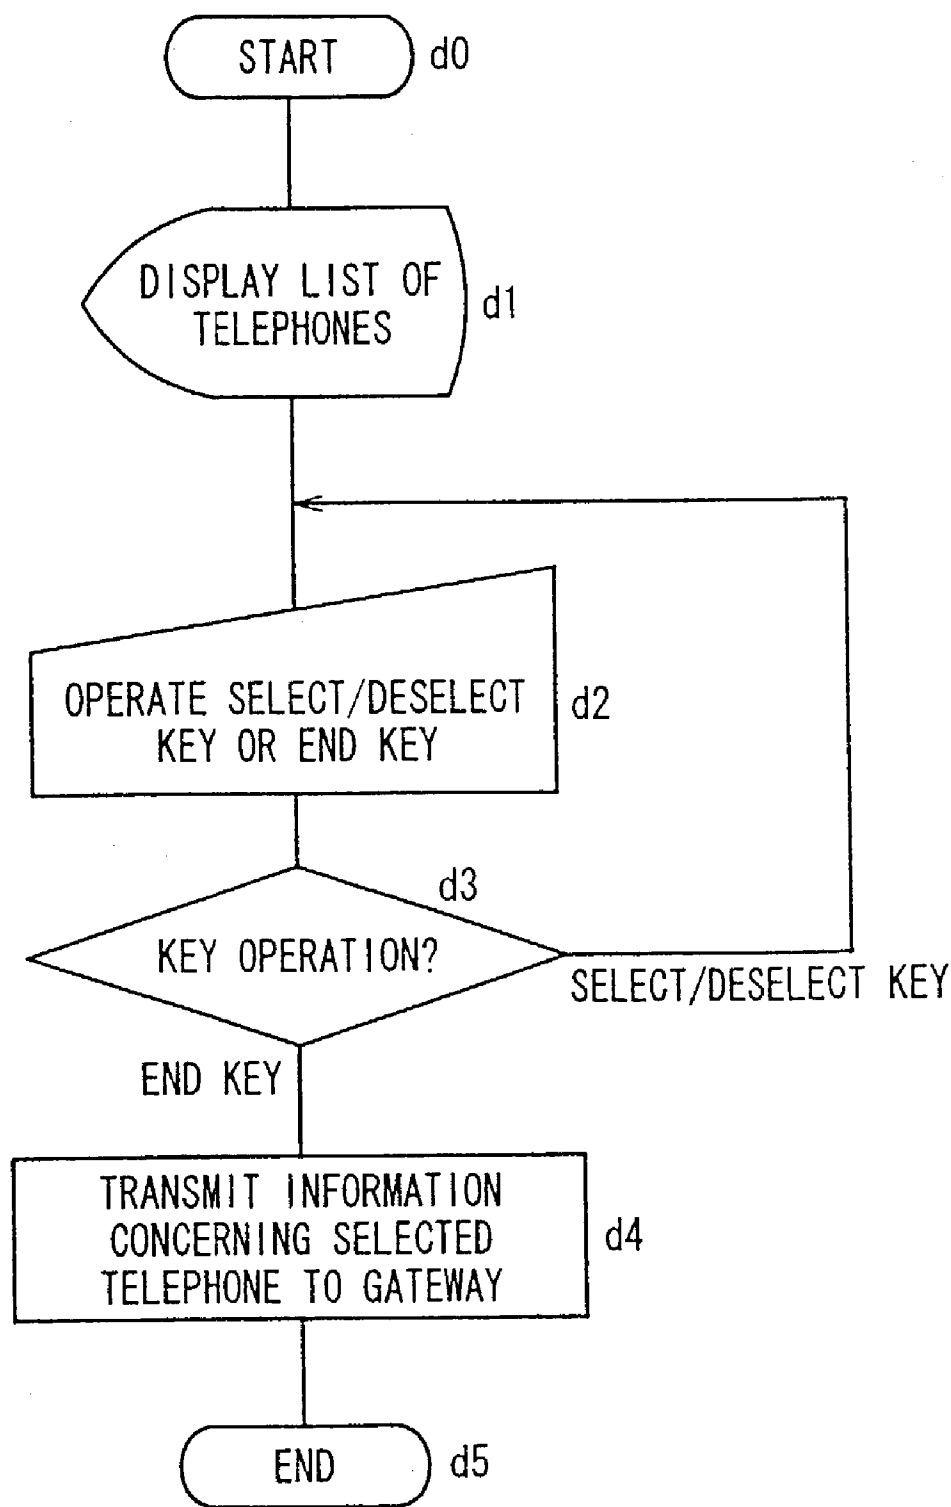 START
d0
DISPLAY LIST OF
TELEPHONES
d1
OPERATE SELECT/DESELECT
KEY OR END KEY
d2
d3
KEY OPERATION?
SELECT/DESELECT KEY
END KEY
TRANSMIT INFORMATION
CONCERNING SELECTED
TELEPHONE TO GATEWAY
d4
END
d5